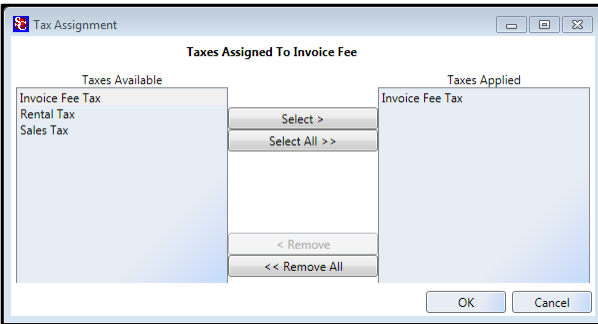 Tax Assignment
Taxes Assigned To Invoice Fee
Taxes Available
Taxes Applied
Invoice Fee Tax
Rental Tax
Sales Tax
Select >
Select All >>
< Remove
<< Remove All
Invoice Fee Tax
OK
Cancel